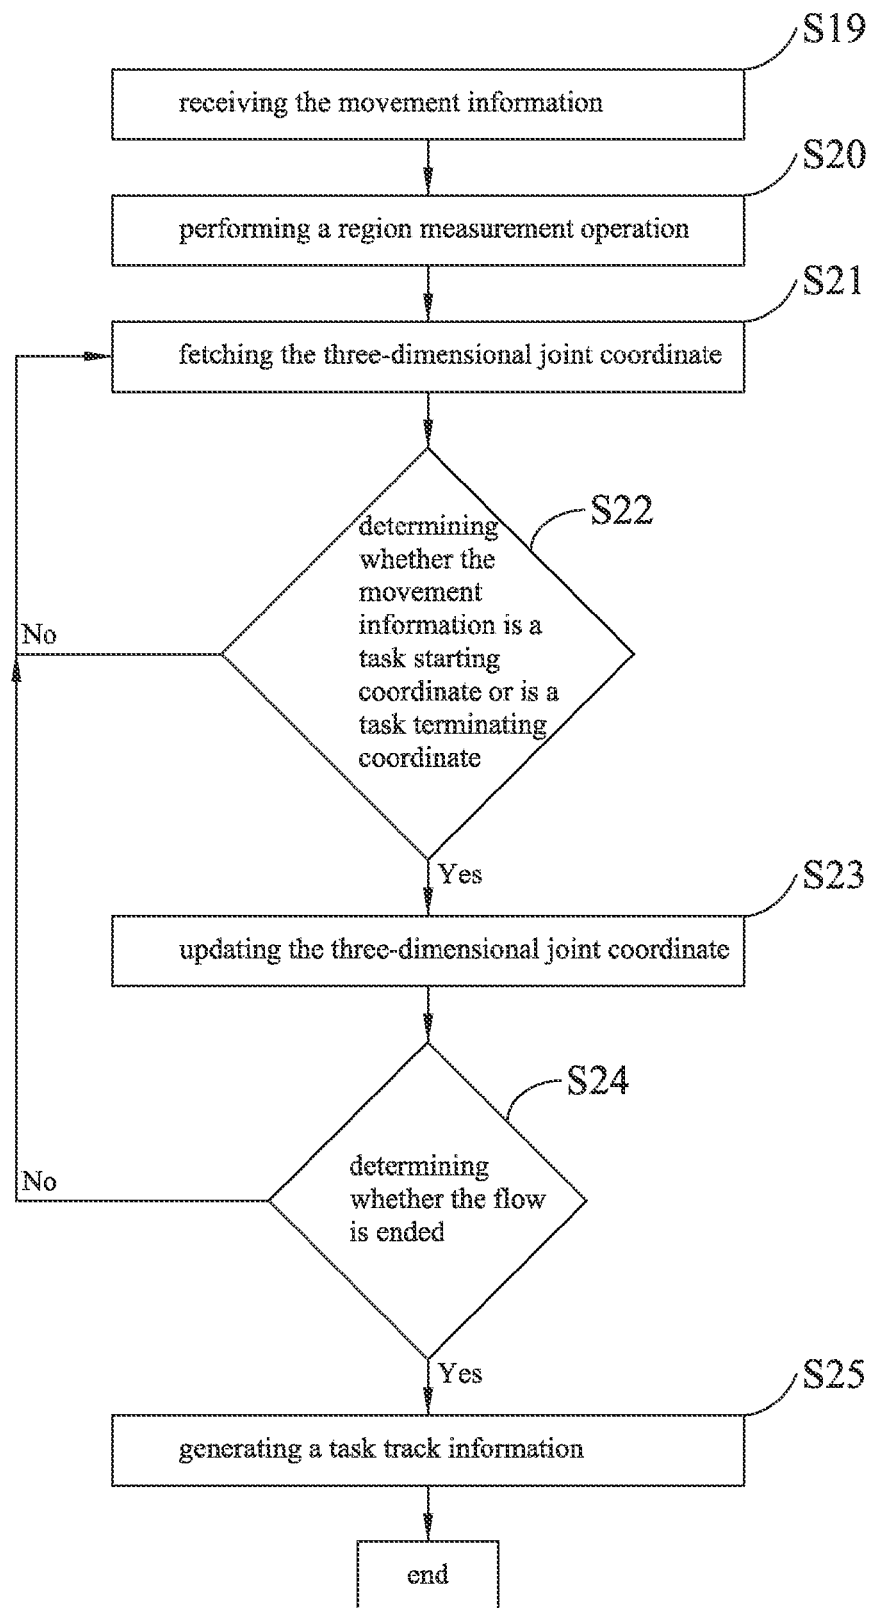 S19
receiving the movement information
S20
performing a region measurement operation
S21
fetching the three-dimensional joint coordinate
S22
determining
whether the
movement
information is a
task starting
coordinate or is a
task terminating
coordinate
No
Yes
S23
updating the three-dimensional joint coordinate
S24
determining
whether the flow
is ended
No
Yes
S25
generating a task track information
end